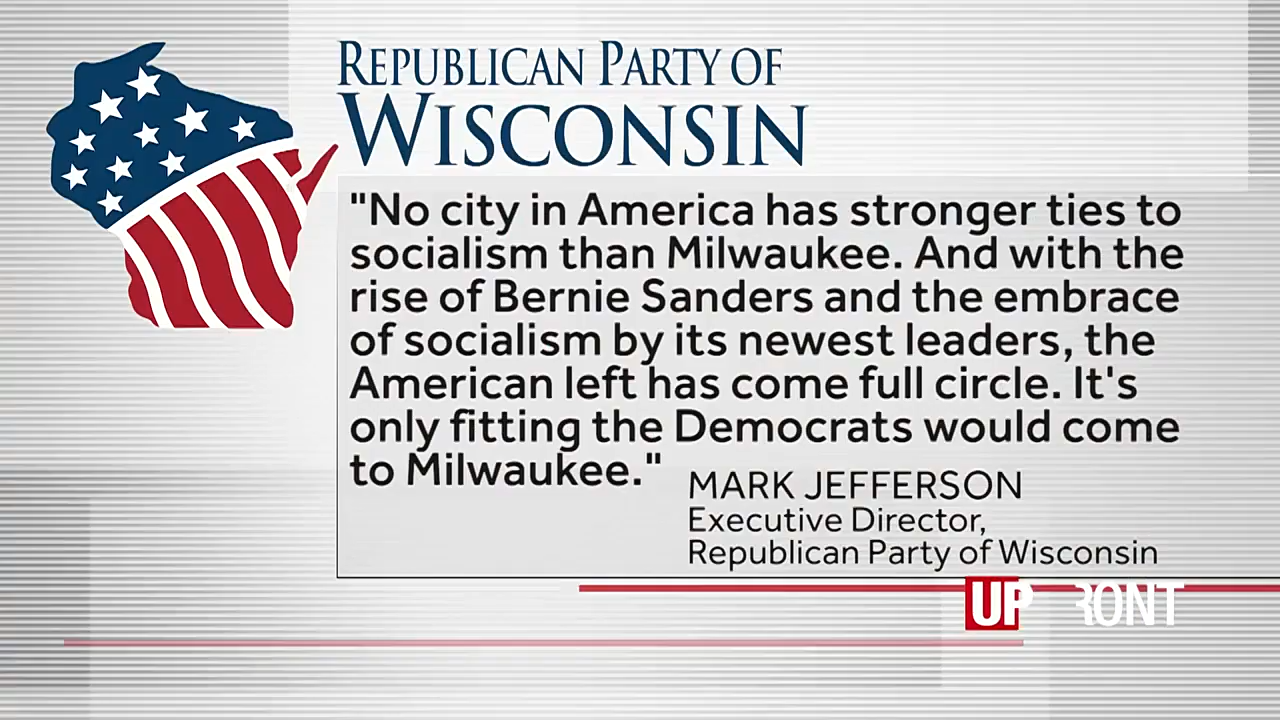 REPUBLICAN PARTY OF
WISCONSIN
"No city in America has stronger ties to
socialism than Milwaukee. And with the
rise of Bernie Sanders and the embrace
of socialism by its newest leaders, the
American left has come full circle. It's
only fitting the Democrats would come
to Milwaukee."
MARK JEFFERSON
Executive Director,
Republican Party of Wisconsin
UPFRONT